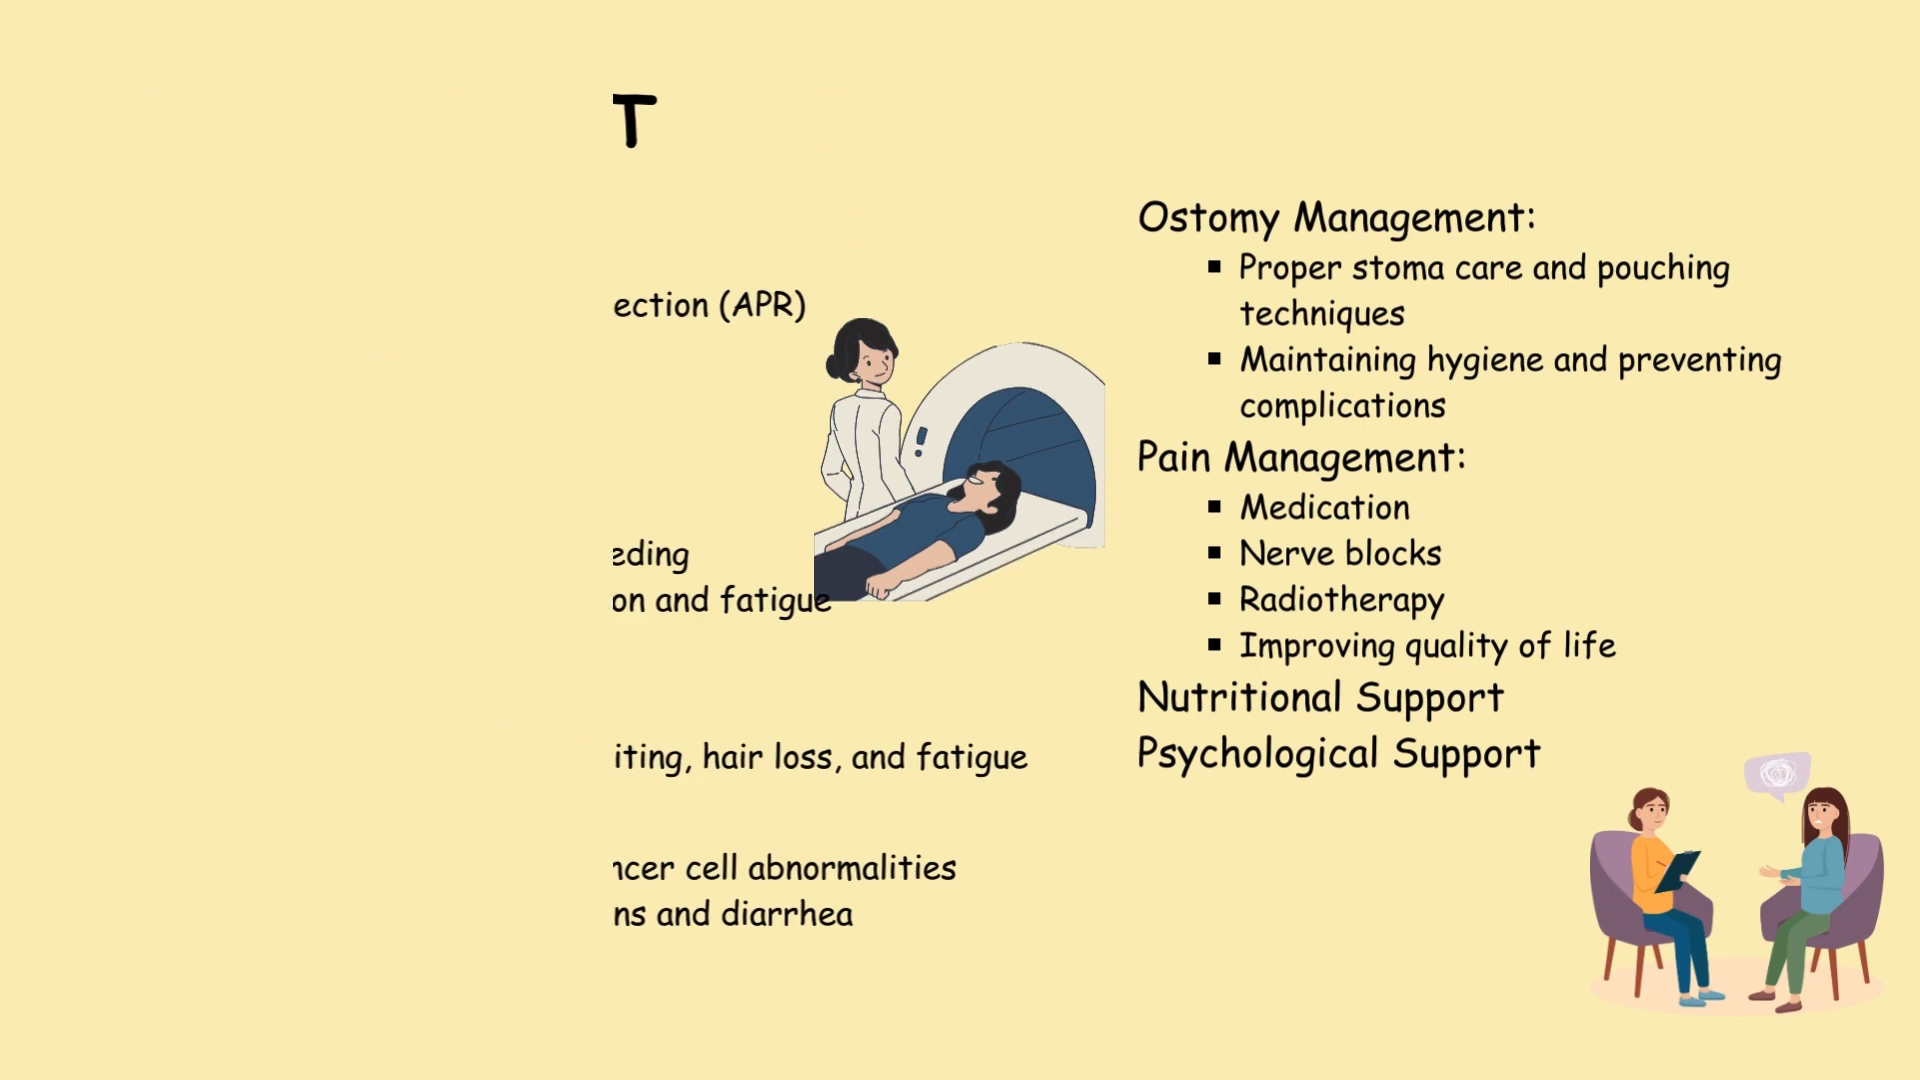 T
ection (APR)
eding
on and fatigue
iting, hair loss, and fatigue
ncer cell abnormalities
ns and diarrhea
Ostomy Management:
Proper stoma care and pouching
techniques
Maintaining hygiene and preventing
complications
Pain Management:
Medication
Nerve blocks
Radiotherapy
Improving quality of life
Nutritional Support
Psychological Support